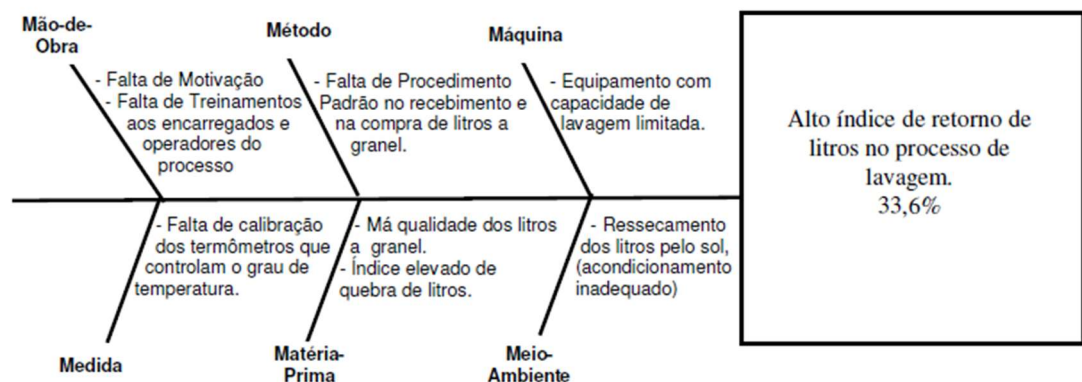 Mão-de-
Obra
- Falta de Motivação
- Falta de Treinamentos
aos encarregados e
operadores do
processo
Método
- Falta de Procedimento
Padrão no recebimento e
na compra de litros a
granel.
Máquina
- Equipamento com
capacidade de
lavagem limitada.
Alto índice de retorno de
litros no processo de
lavagem.
33,6%
- Falta de calibração
dos termômetros que
controlam o grau de
temperatura.
Medida
- Má qualidade dos litros
a granel.
- Índice elevado de
quebra de litros.
Matéria-
Prima
- Ressecamento
dos litros pelo sol,
(acondicionamento
inadequado)
Meio-
Ambiente